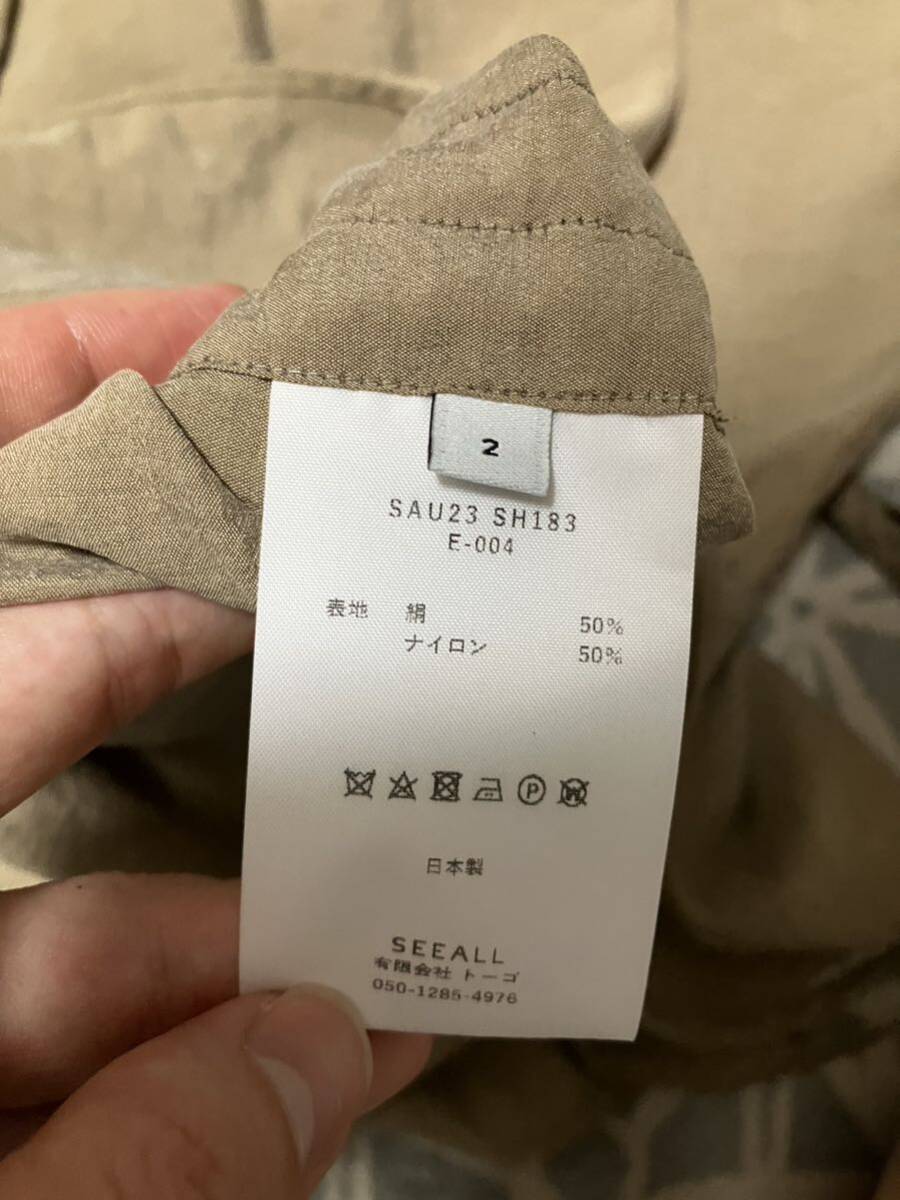 2
SAU23 SH183
E-004
表地 絹 50%
ナイロン 50%
P W
日本製
SEEALL
有限会社 トーゴ
050-1285-4976